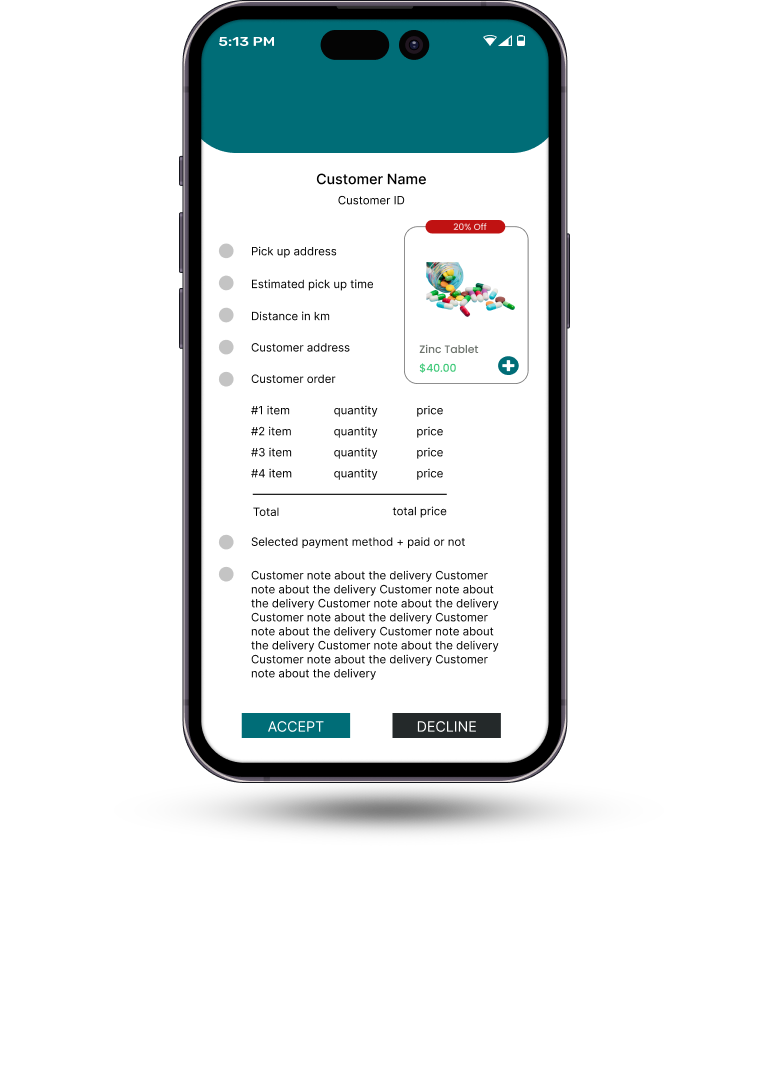 5:13 PM
Customer Name
Customer ID
20% Off
Pick up address
Estimated pick up time
Distance in km
Customer address
Zinc Tablet
$40.00
Customer order
#1 item quantity price
#2 item quantity price
#3 item quantity price
#4 item quantity price
Total total price
Selected payment method + paid or not
Customer note about the delivery Customer
note about the delivery Customer note about
the delivery Customer note about the delivery
Customer note about the delivery Customer
note about the delivery Customer note about
the delivery Customer note about the delivery
Customer note about the delivery Customer
note about the delivery
ACCEPT DECLINE